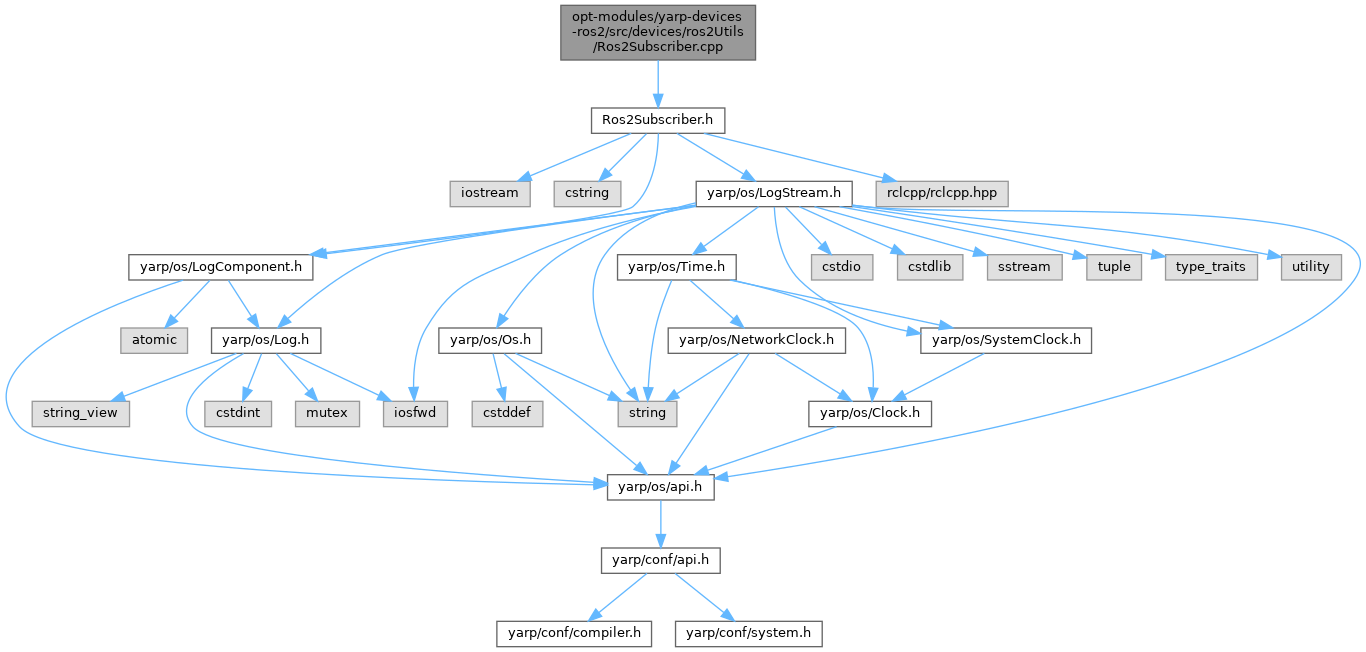 opt-modules/yarp-devices
-ros2/src/devices/ros2Utils
/Ros2Subscriber.cpp
Ros2Subscriber.h
iostream
cstring
yarp/os/LogStream.h
rclcpp/rclcpp.hpp
yarp/os/LogComponent.h
yarp/os/Time.h
cstdio
cstdlib
sstream
tuple
type_traits
utility
atomic
yarp/os/Log.h
yarp/os/Os.h
yarp/os/NetworkClock.h
yarp/os/SystemClock.h
string_view
cstdint
mutex
iosfwd
cstddef
string
yarp/os/Clock.h
yarp/os/api.h
yarp/conf/api.h
yarp/conf/compiler.h
yarp/conf/system.h